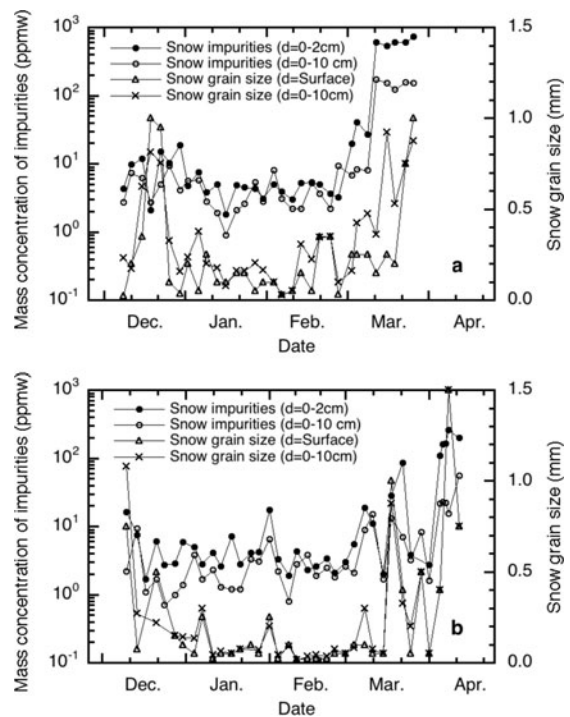 Mass concentration of impurities (ppmw)
10³
10²
10¹
10⁰
10⁻¹
Snow impurities (d=0-2cm)
Snow impurities (d=0-10 cm)
Snow grain size (d=Surface)
Snow grain size (d=0-10cm)
a
1.5
1.0
0.5
0.0
Snow grain size (mm)
Dec. Jan. Feb. Mar. Apr.
Date
Mass concentration of impurities (ppmw)
10³
10²
10¹
10⁰
10⁻¹
Snow impurities (d=0-2cm)
Snow impurities (d=0-10 cm)
Snow grain size (d=Surface)
Snow grain size (d=0-10cm)
b
1.5
1.0
0.5
0.0
Snow grain size (mm)
Dec. Jan. Feb. Mar. Apr.
Date